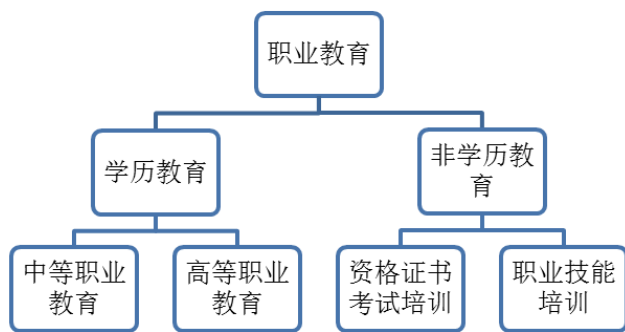 职业教育
学历教育
非学历教
育
中等职业
教育
高等职业
教育
资格证书
考试培训
职业技能
培训